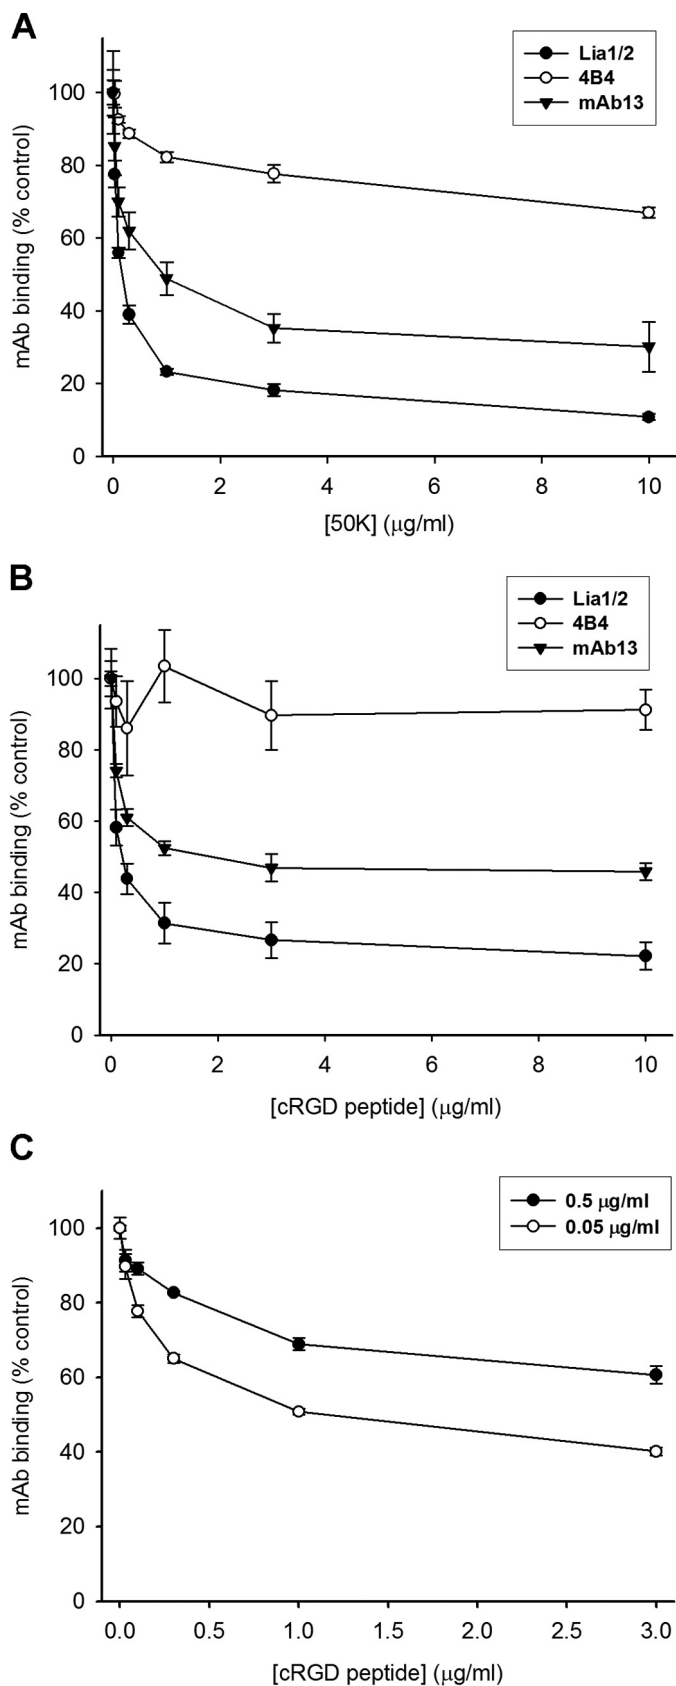 A
Lia1/2
4B4
mAb13
mAb binding (% control)
100
80
60
40
20
0
0 2 4 6 8 10
[50K] (μg/ml)
B
Lia1/2
4B4
mAb13
mAb binding (% control)
100
80
60
40
20
0
0 2 4 6 8 10
[cRGD peptide] (μg/ml)
C
0.5 μg/ml
0.05 μg/ml
mAb binding (% control)
100
80
60
40
20
0
0.0 0.5 1.0 1.5 2.0 2.5 3.0
[cRGD peptide] (μg/ml)